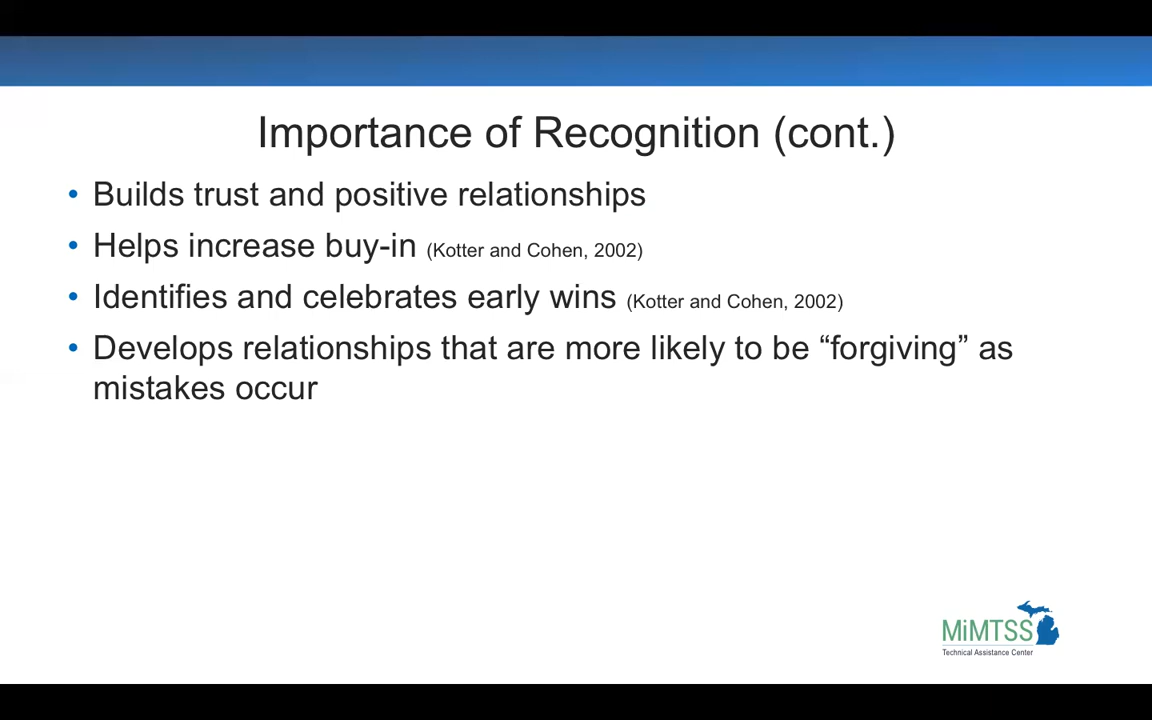 Importance of Recognition (cont.)
• Builds trust and positive relationships
• Helps increase buy-in (Kotter and Cohen, 2002)
• Identifies and celebrates early wins (Kotter and Cohen, 2002)
• Develops relationships that are more likely to be “forgiving” as
mistakes occur
MiMTSS
Technical Assistance Center